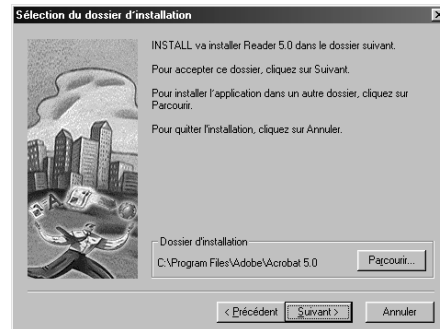 Sélection du dossier d'installation
INSTALL va installer Reader 5.0 dans le dossier suivant.
Pour accepter ce dossier, cliquez sur Suivant.
Pour installer l'application dans un autre dossier, cliquez sur
Parcourir.
Pour quitter l'installation, cliquez sur Annuler.
Dossier d'installation
C:\Program Files\Adobe\Acrobat 5.0
Parcourir...
< Précédent
Suivant >
Annuler